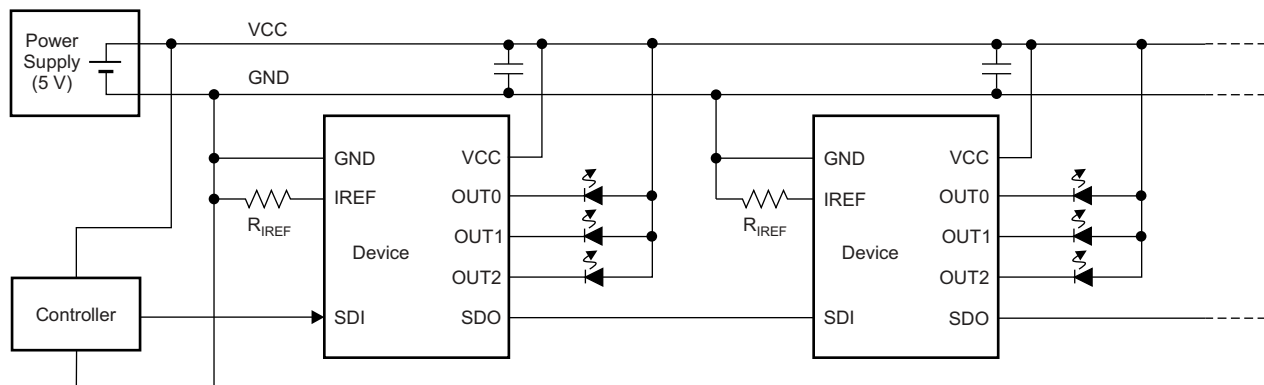 Power
Supply
(5 V)
VCC
GND
GND
IREF
RIREF
Device
SDI
VCC
OUT0
OUT1
OUT2
SDO
GND
IREF
RIREF
Device
SDI
VCC
OUT0
OUT1
OUT2
SDO
Controller